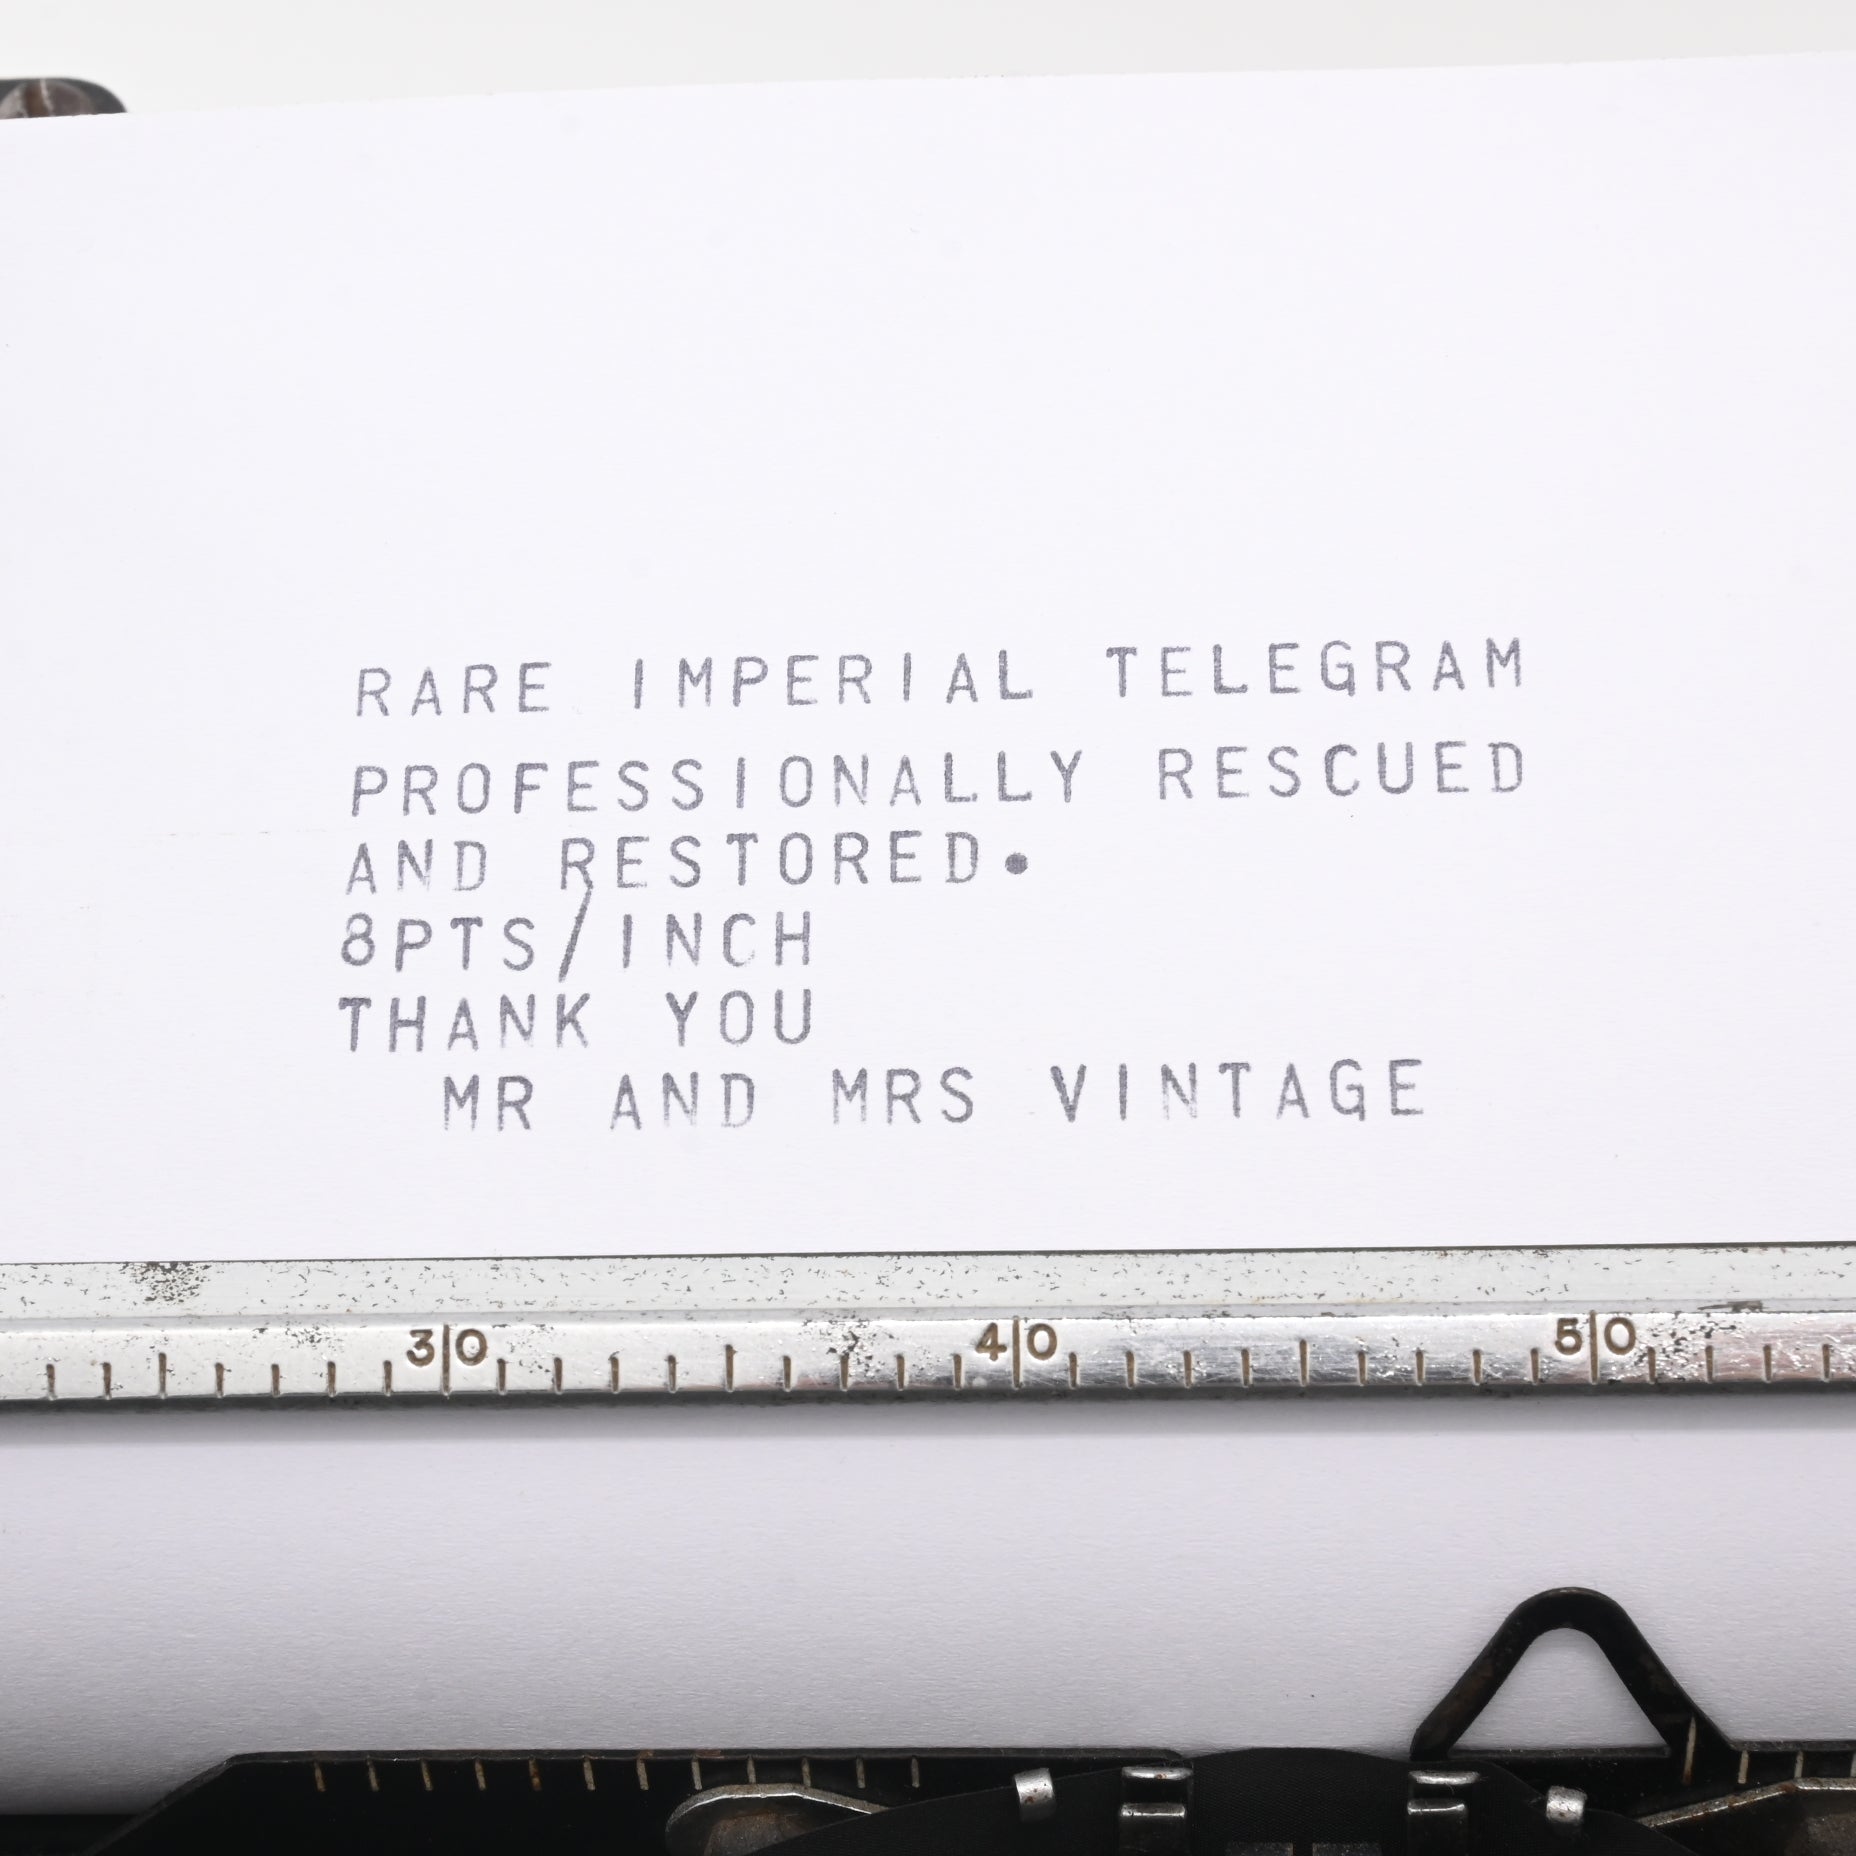 RARE IMPERIAL TELEGRAM
PROFESSIONALLY RESCUED
AND RESTORED.
8PTS/INCH
THANK YOU
MR AND MRS VINTAGE
30 40 50